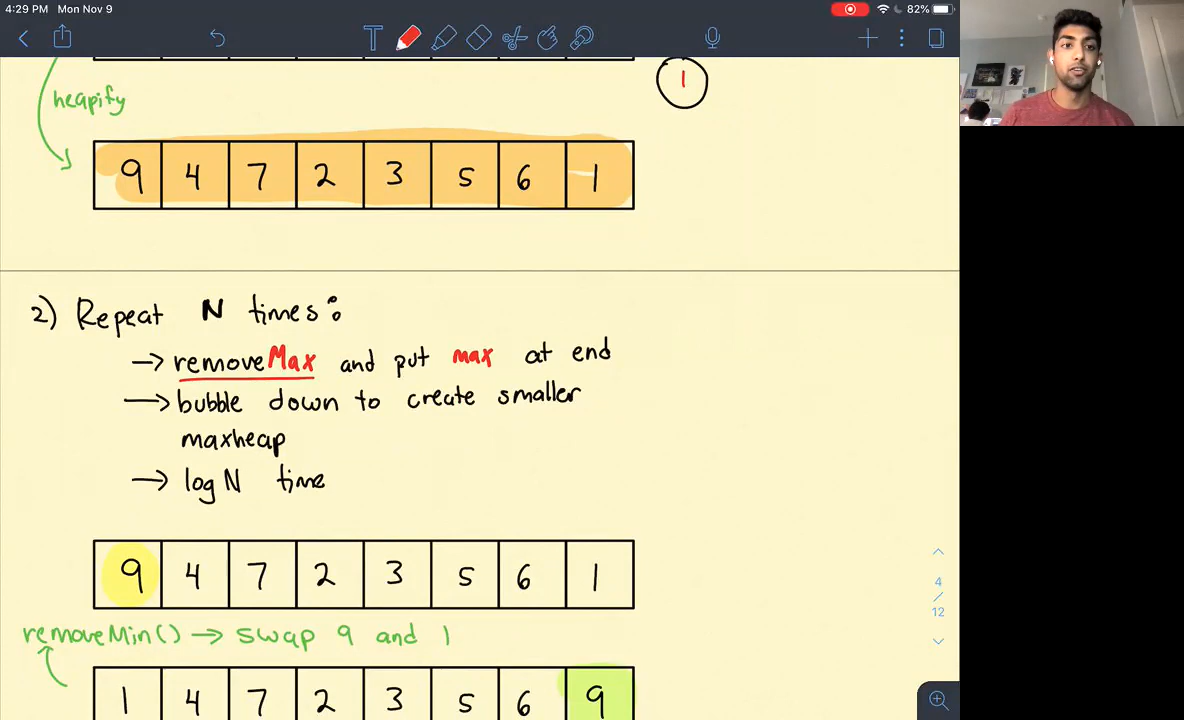 4:29 PM Mon Nov 9
82%
T
1
heapify
9 4 7 2 3 5 6 1
2) Repeat N times:
→ removeMax and put max at end
→ bubble down to create smaller
maxheap
→ log N time
9 4 7 2 3 5 6 1
4
/
12
removeMin() → swap 9 and 1
1 4 7 2 3 5 6 9